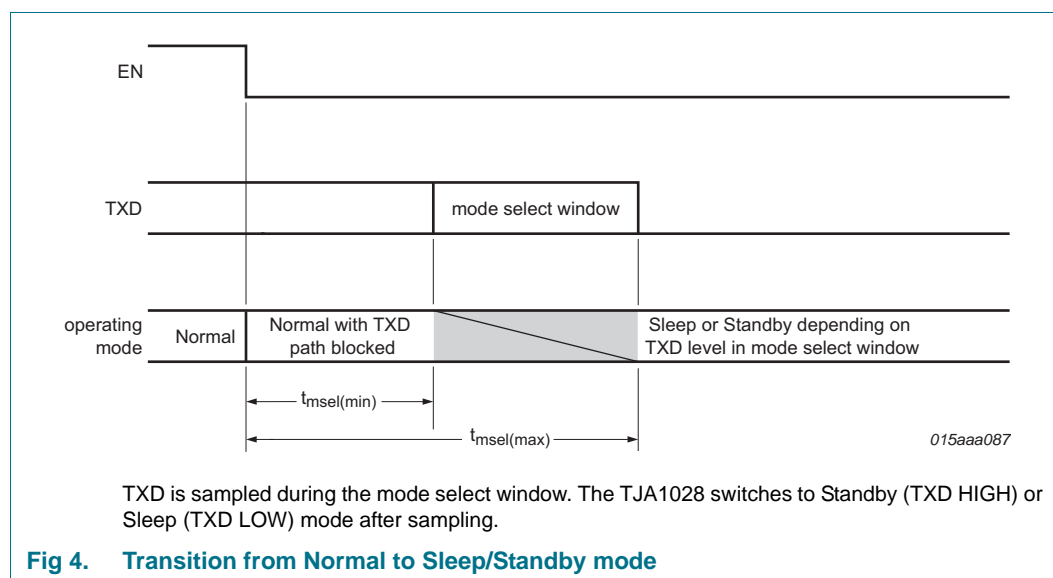 EN
TXD
mode select window
operating
mode
Normal
Normal with TXD
path blocked
Sleep or Standby depending on
TXD level in mode select window
tmsel(min)
tmsel(max)
015aaa087
TXD is sampled during the mode select window. The TJA1028 switches to Standby (TXD HIGH) or
Sleep (TXD LOW) mode after sampling.
Fig 4. Transition from Normal to Sleep/Standby mode